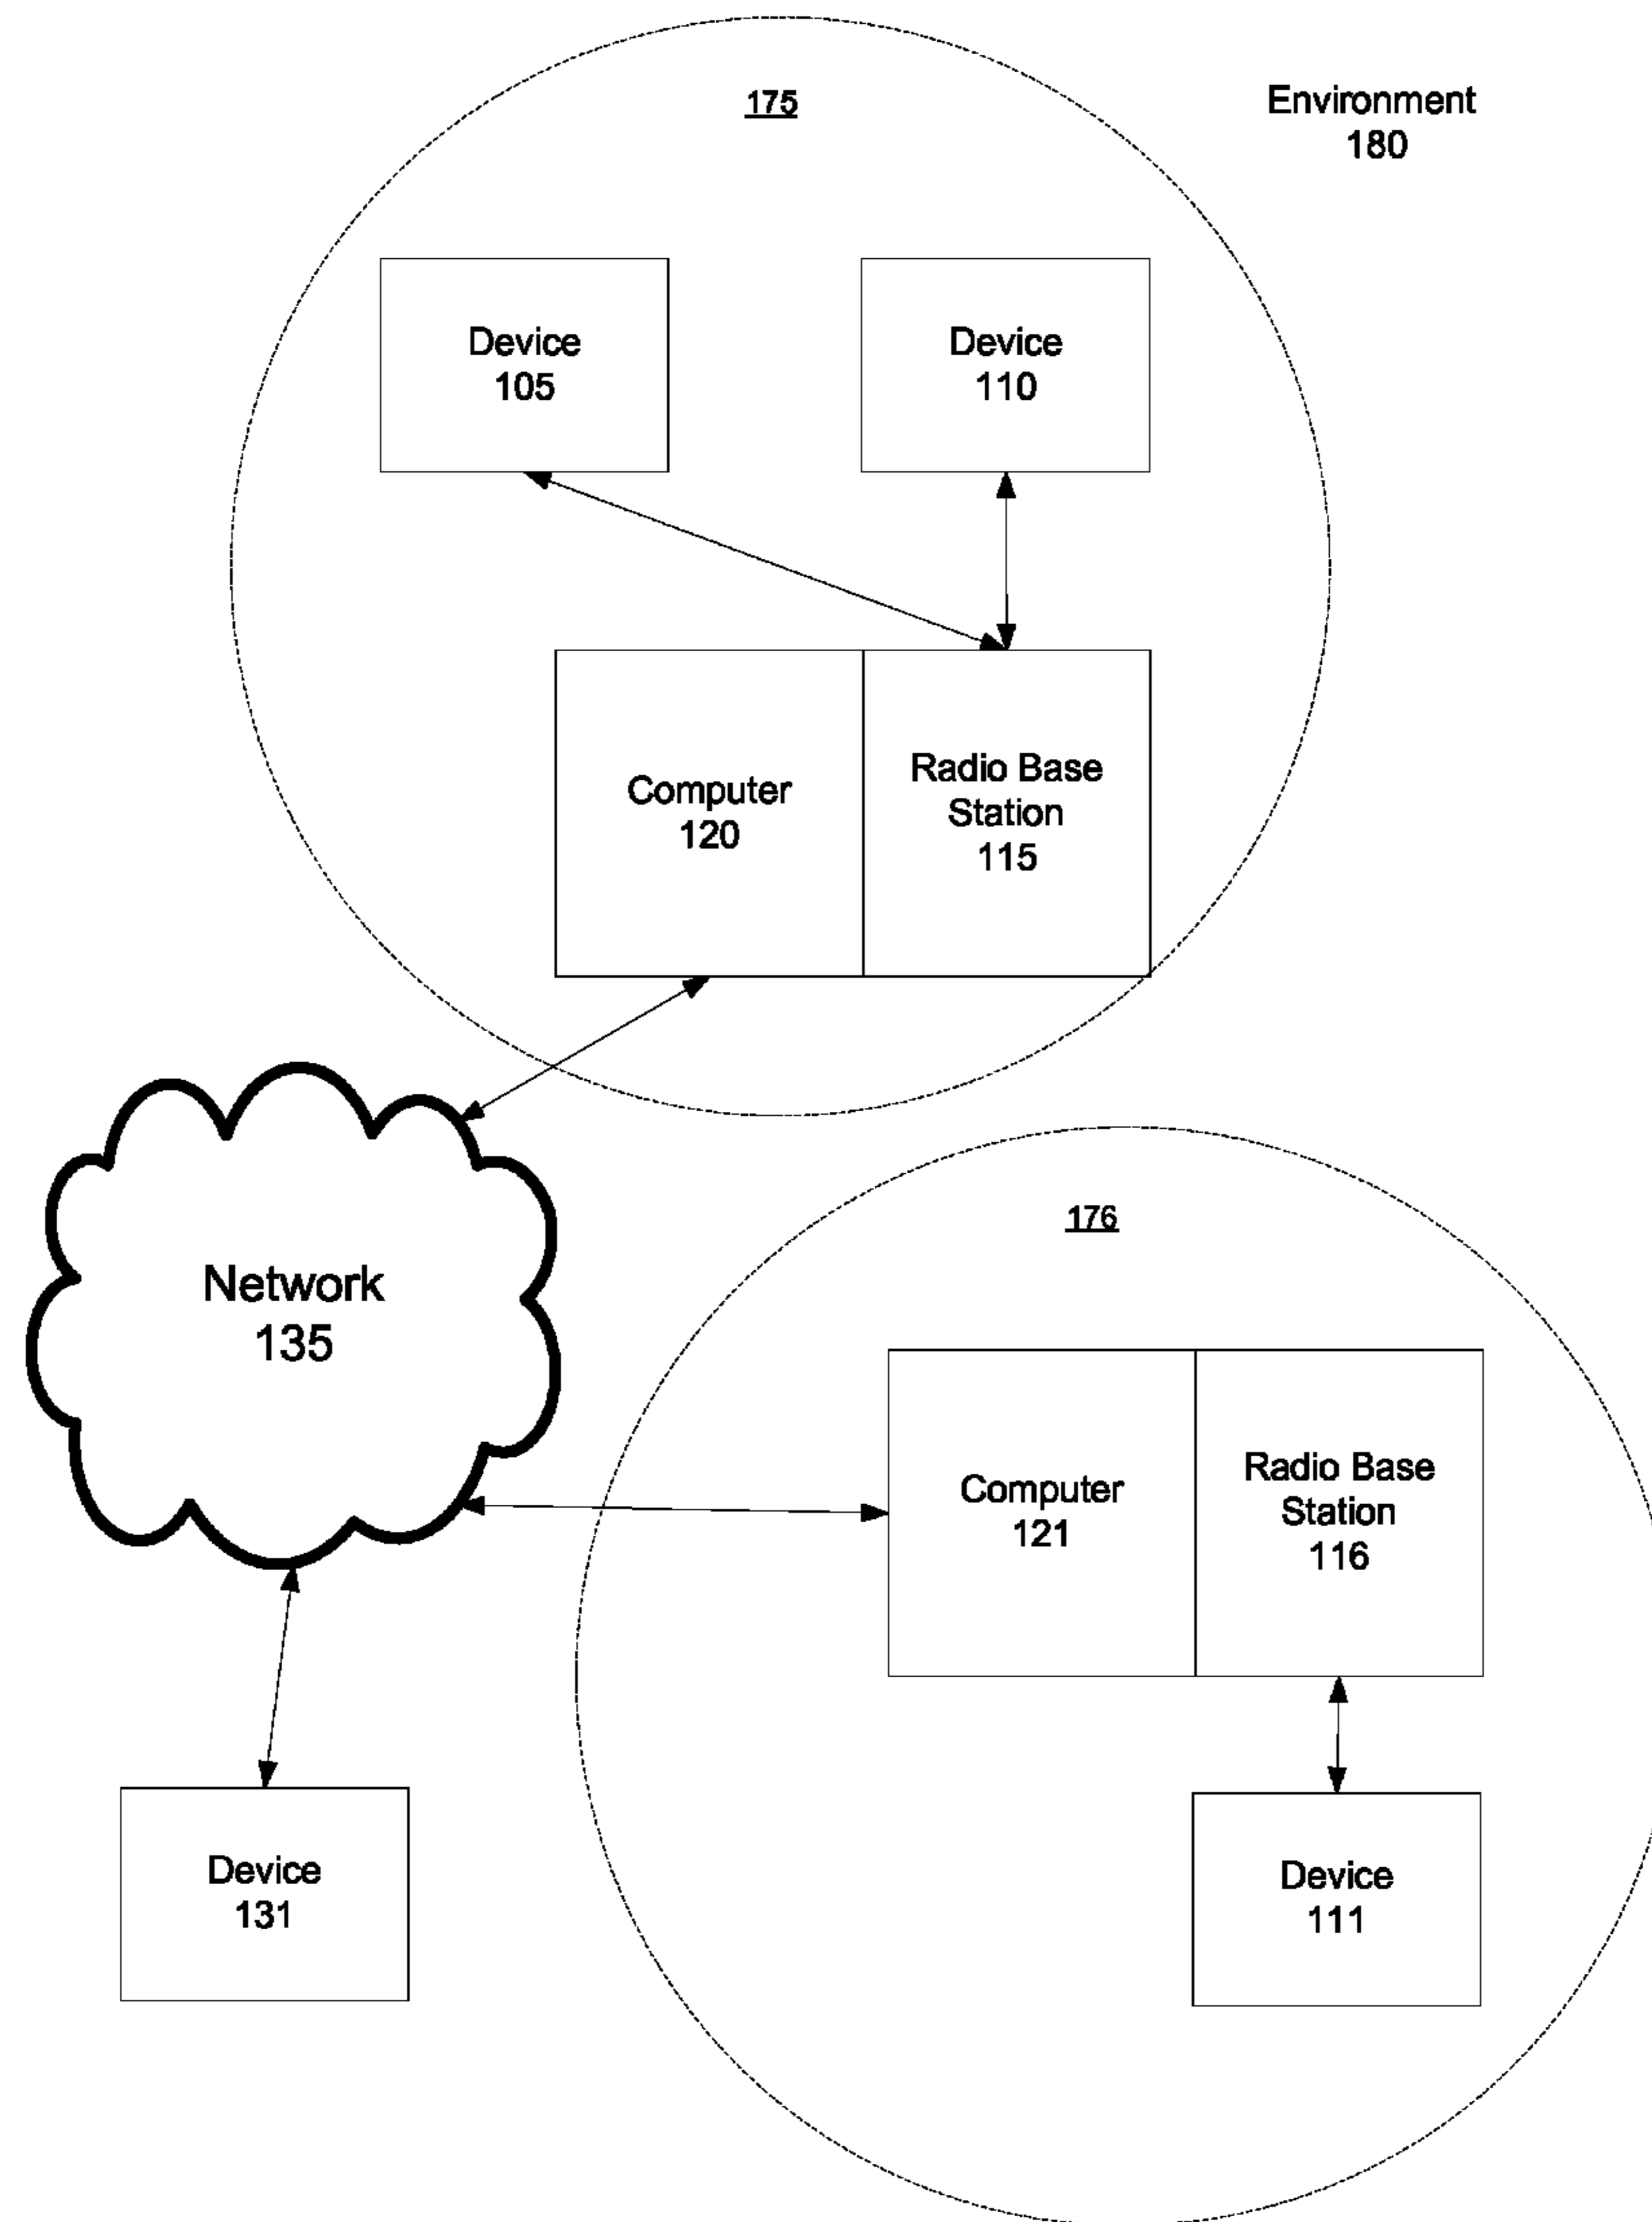 175
Environment
180
Device
105
Device
110
Computer
120
Radio Base
Station
115
176
Network
135
Computer
121
Radio Base
Station
116
Device
131
Device
111